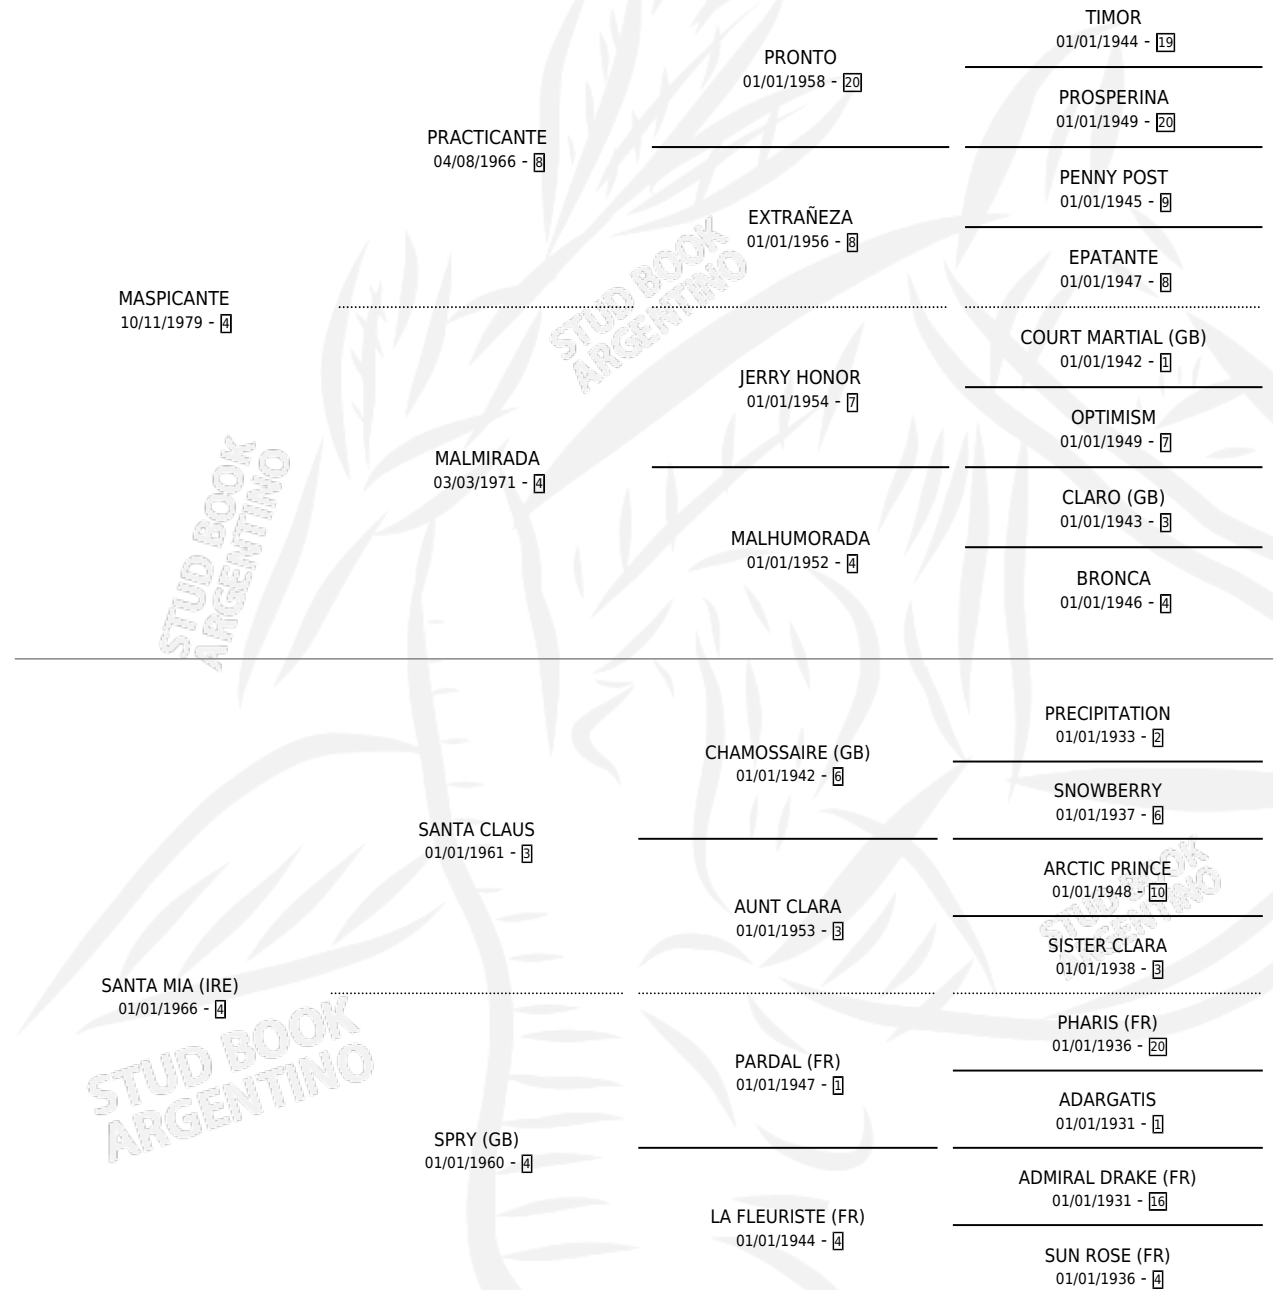 TIMOR
01/01/1944 - 19
PRONTO
01/01/1958 - 20
PROSPERINA
01/01/1949 - 20
PRACTICANTE
04/08/1966 - 8
PENNY POST
01/01/1945 - 9
EXTRAÑEZA
01/01/1956 - 8
EPATANTE
01/01/1947 - 8
MASPICANTE
10/11/1979 - 4
COURT MARTIAL (GB)
01/01/1942 - 1
JERRY HONOR
01/01/1954 - 7
OPTIMISM
01/01/1949 - 7
MALMIRADA
03/03/1971 - 4
CLARO (GB)
01/01/1943 - 3
MALHUMORADA
01/01/1952 - 4
BRONCA
01/01/1946 - 4
PRECIPITATION
01/01/1933 - 2
CHAMOSSAIRE (GB)
01/01/1942 - 6
SNOWBERRY
01/01/1937 - 6
SANTA CLAUS
01/01/1961 - 3
ARCTIC PRINCE
01/01/1948 - 10
AUNT CLARA
01/01/1953 - 3
SISTER CLARA
01/01/1938 - 3
SANTA MIA (IRE)
01/01/1966 - 4
PHARIS (FR)
01/01/1936 - 20
PARDAL (FR)
01/01/1947 - 1
ADARGATIS
01/01/1931 - 1
SPRY (GB)
01/01/1960 - 4
ADMIRAL DRAKE (FR)
01/01/1931 - 16
LA FLEURISTE (FR)
01/01/1944 - 4
SUN ROSE (FR)
01/01/1936 - 4
STUD BOOK
ARGENTINO
STUD BOOK
ARGENTINO
STUD BOOK
ARGENTINO
STUD BOOK
ARGENTINO